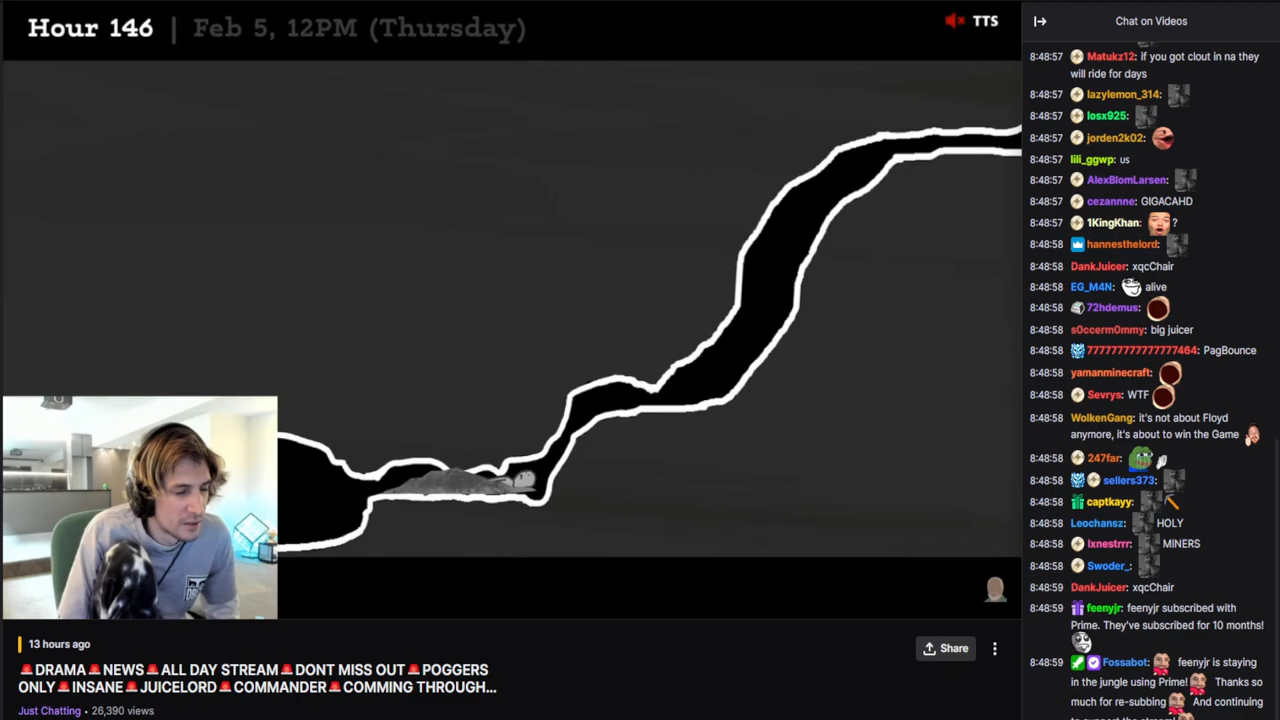 Hour 146 | Feb 5, 12PM (Thursday)
TTS
Chat on Videos
8:48:57 Matukz12: if you got clout in na they
will ride for days
8:48:57 lazylemon_314:
8:48:57 losx925:
8:48:57 jorden2k02:
8:48:57 lili_ggwp: us
8:48:57 AlexBlomLarsen:
8:48:57 cezannne: GIGACAHD
8:48:57 1KingKhan: ?
8:48:58 hannesthelord:
8:48:58 DankJuicer: xqcChair
8:48:58 EG_M4N: alive
8:48:58 72hdemus:
8:48:58 s0ccerm0mmy: big juicer
8:48:58 777777777777777464: PagBounce
8:48:58 yamanminecraft:
8:48:58 Sevrys: WTF
8:48:58 WolkenGang: it's not about Floyd
anymore, it's about to win the Game
8:48:58 247far:
8:48:58 sellers373:
8:48:58 captkayy:
8:48:58 Leochansz: HOLY
8:48:58 lxnestrrr: MINERS
8:48:58 Swoder_:
8:48:59 DankJuicer: xqcChair
8:48:59 feenyjr: feenyjr subscribed with
Prime. They've subscribed for 10 months!
8:48:59 Fossabot: feenyjr is staying
in the jungle using Prime! Thanks so
much for re-subbing And continuing
13 hours ago
Share
🚨DRAMA🚨NEWS🚨ALL DAY STREAM🚨DONT MISS OUT🚨POGGERS
ONLY🚨INSANE🚨JUICELORD🚨COMMANDER🚨COMMING THROUGH...
Just Chatting • 26,390 views